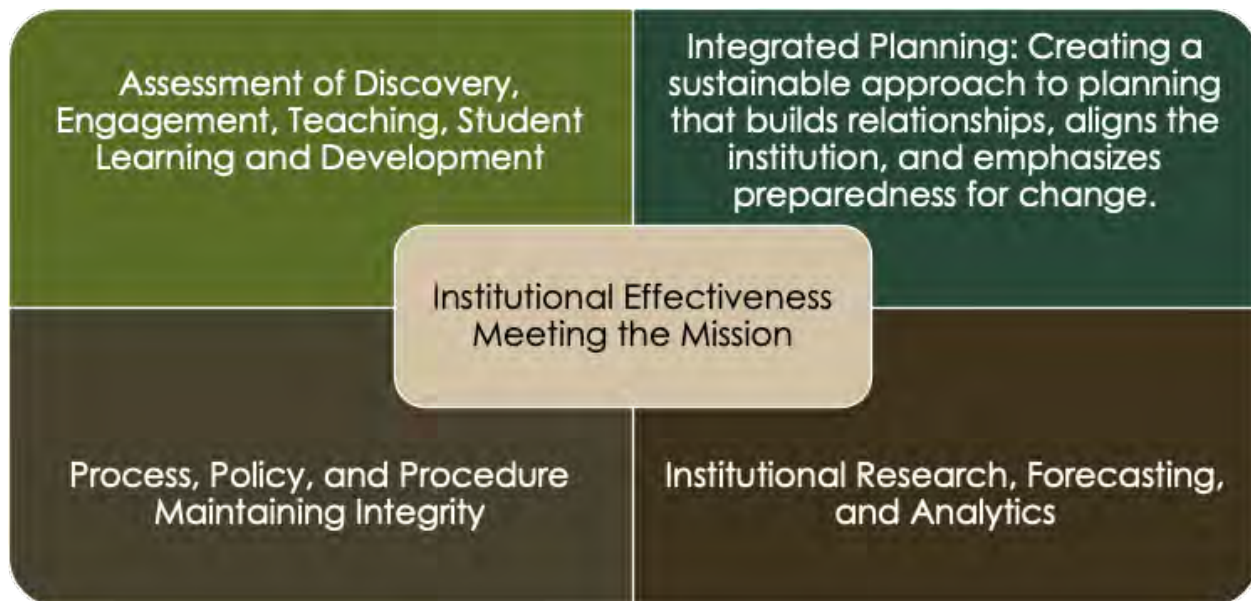 Assessment of Discovery,
Engagement, Teaching, Student
Learning and Development
Integrated Planning: Creating a
sustainable approach to planning
that builds relationships, aligns the
institution, and emphasizes
preparedness for change.
Institutional Effectiveness
Meeting the Mission
Process, Policy, and Procedure
Maintaining Integrity
Institutional Research, Forecasting,
and Analytics